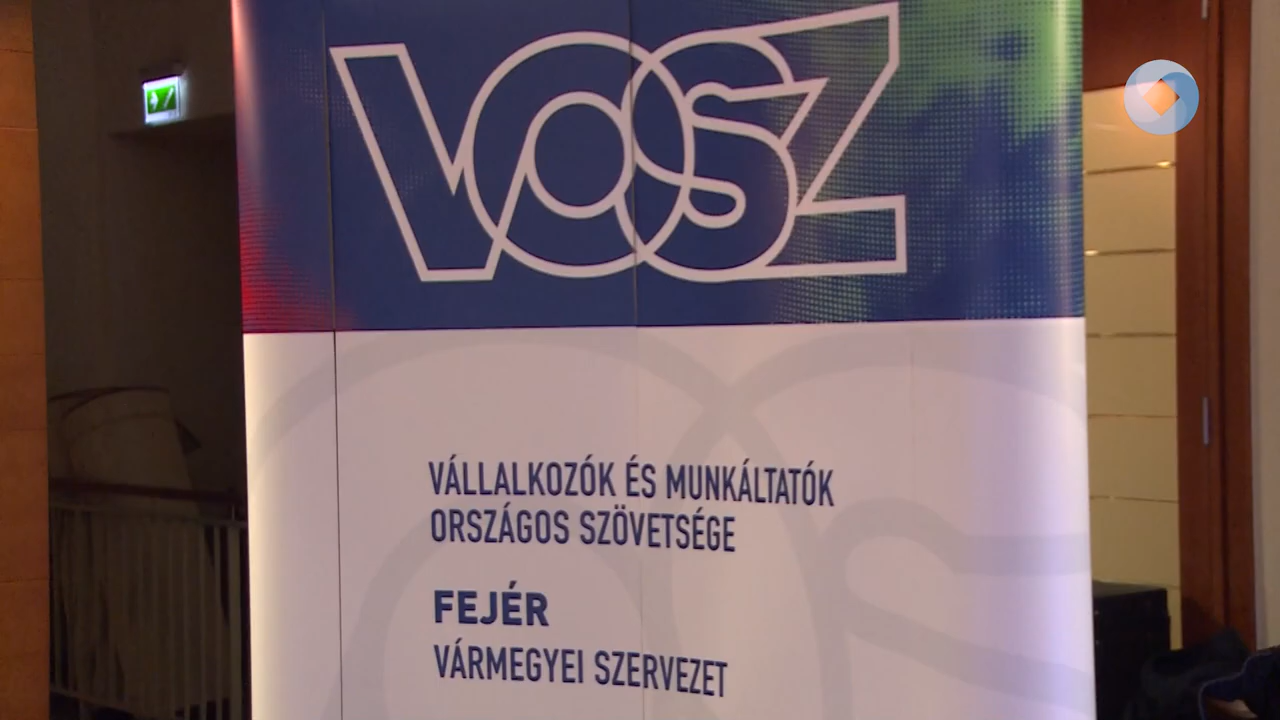 VOSZ
VÁLLALKOZÓK ÉS MUNKÁLTATÓK
ORSZÁGOS SZÖVETSÉGE
FEJÉR
VÁRMEGYEI SZERVEZET